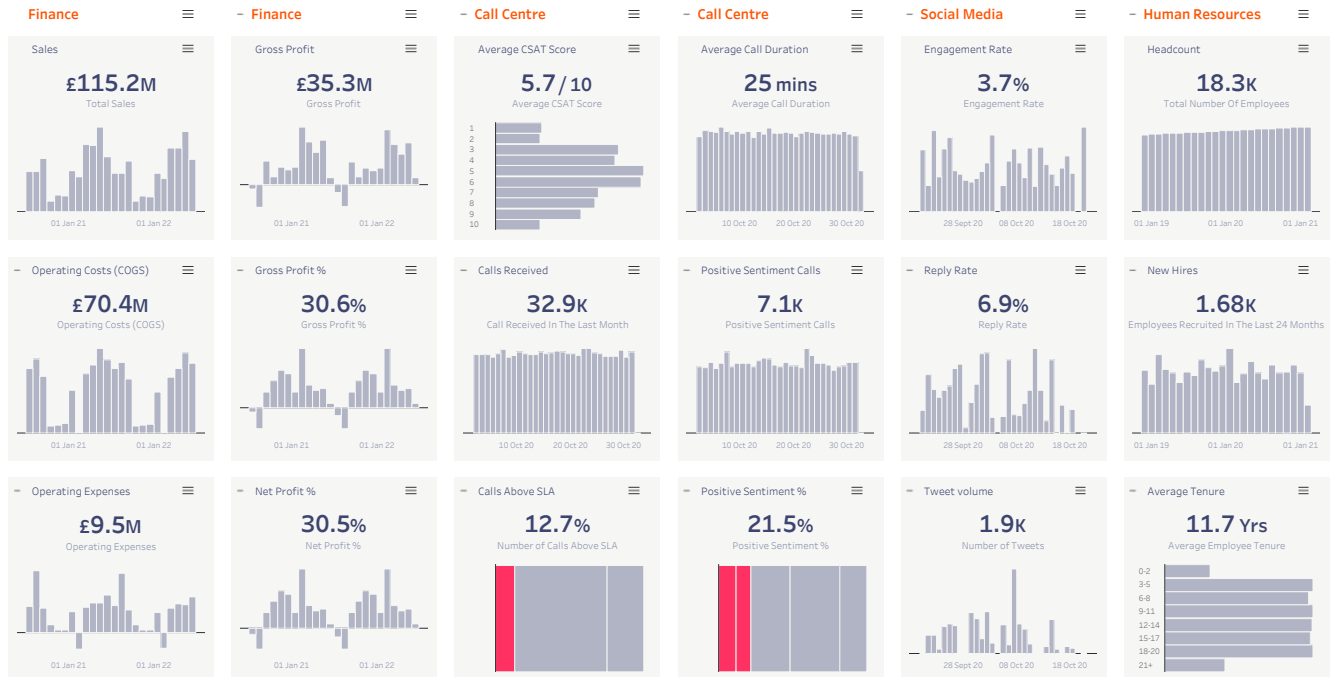 Finance
Finance
Call Centre
Call Centre
Social Media
Human Resources
Sales
£115.2M
Total Sales
01 Jan 21 01 Jan 22
Gross Profit
£35.3M
Gross Profit
01 Jan 21 01 Jan 22
Average CSAT Score
5.7 / 10
Average CSAT Score
1
2
3
4
5
6
7
8
9
10
Average Call Duration
25 mins
Average Call Duration
10 Oct 20 20 Oct 20 30 Oct 20
Engagement Rate
3.7%
Engagement Rate
28 Sept 20 08 Oct 20 18 Oct 20
Headcount
18.3K
Total Number Of Employees
01 Jan 19 01 Jan 20 01 Jan 21
Operating Costs (COGS)
£70.4M
Operating Costs (COGS)
01 Jan 21 01 Jan 22
Gross Profit %
30.6%
Gross Profit %
01 Jan 21 01 Jan 22
Calls Received
32.9K
Call Received In The Last Month
10 Oct 20 20 Oct 20 30 Oct 20
Positive Sentiment Calls
7.1K
Positive Sentiment Calls
10 Oct 20 20 Oct 20 30 Oct 20
Reply Rate
6.9%
Reply Rate
28 Sept 20 08 Oct 20 18 Oct 20
New Hires
1.68K
Employees Recruited In The Last 24 Months
01 Jan 19 01 Jan 20 01 Jan 21
Operating Expenses
£9.5M
Operating Expenses
01 Jan 21 01 Jan 22
Net Profit %
30.5%
Net Profit %
01 Jan 21 01 Jan 22
Calls Above SLA
12.7%
Number of Calls Above SLA
Positive Sentiment %
21.5%
Positive Sentiment %
Tweet volume
1.9K
Number of Tweets
28 Sept 20 08 Oct 20 18 Oct 20
Average Tenure
11.7 Yrs
Average Employee Tenure
0-2
3-5
6-8
9-11
12-14
15-17
18-20
21+